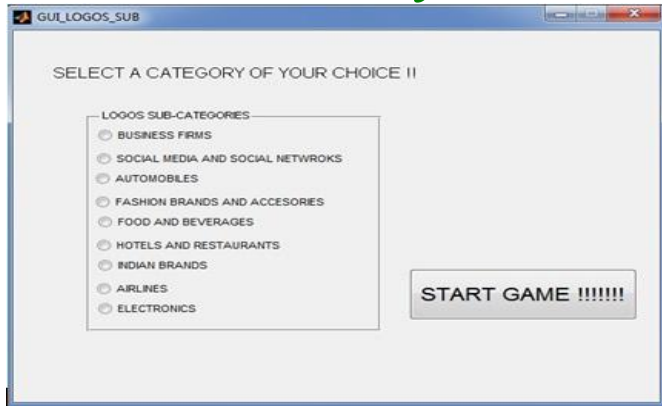 GUI_LOGOS_SUB
SELECT A CATEGORY OF YOUR CHOICE !!
LOGOS SUB-CATEGORIES
BUSINESS FIRMS
SOCIAL MEDIA AND SOCIAL NETWROKS
AUTOMOBILES
FASHION BRANDS AND ACCESORIES
FOOD AND BEVERAGES
HOTELS AND RESTAURANTS
INDIAN BRANDS
AIRLINES
ELECTRONICS
START GAME !!!!!!!